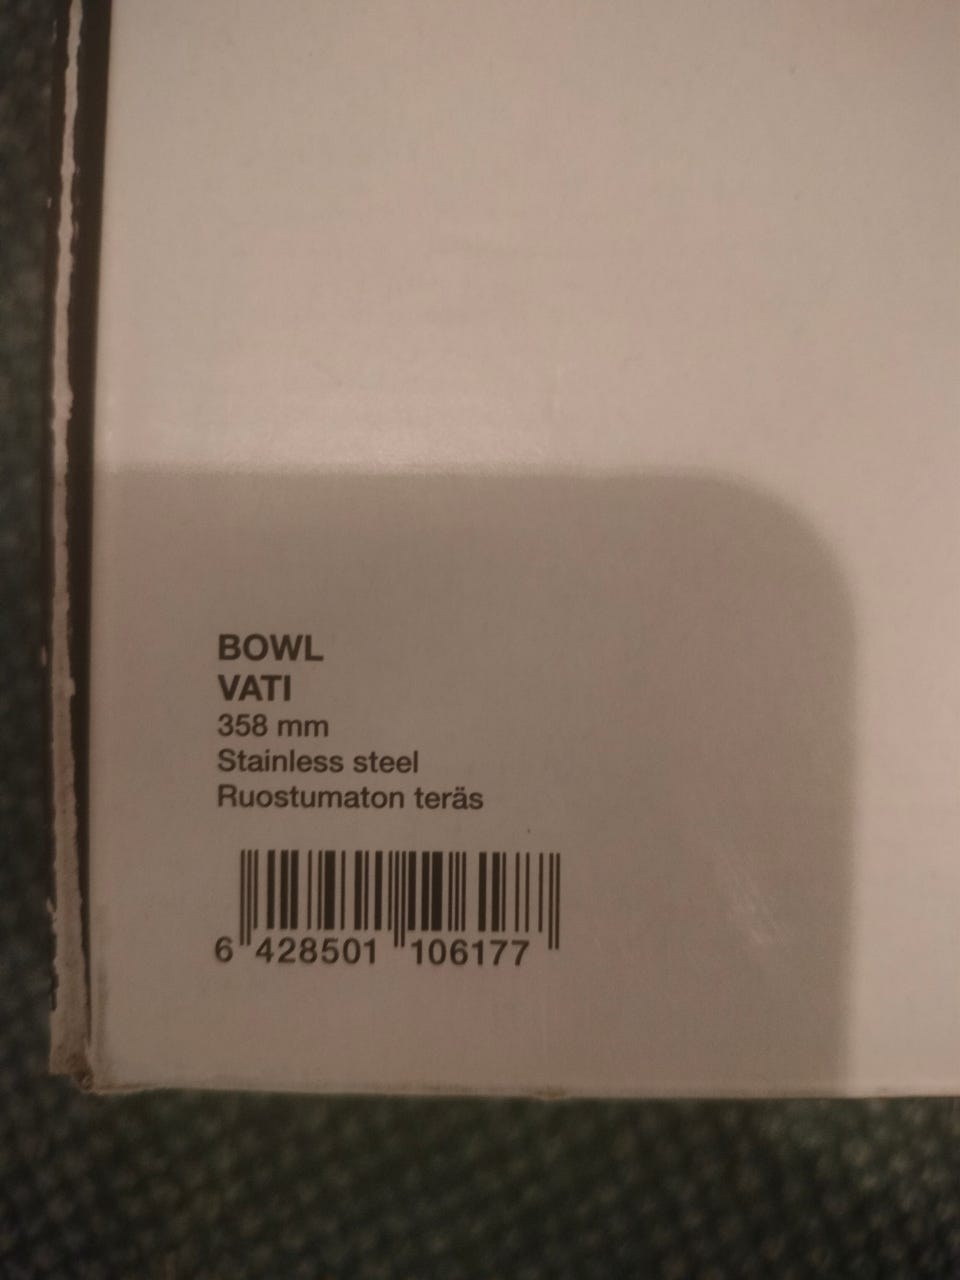 BOWL
VATI
358 mm
Stainless steel
Ruostumaton teräs
6 428501 106177